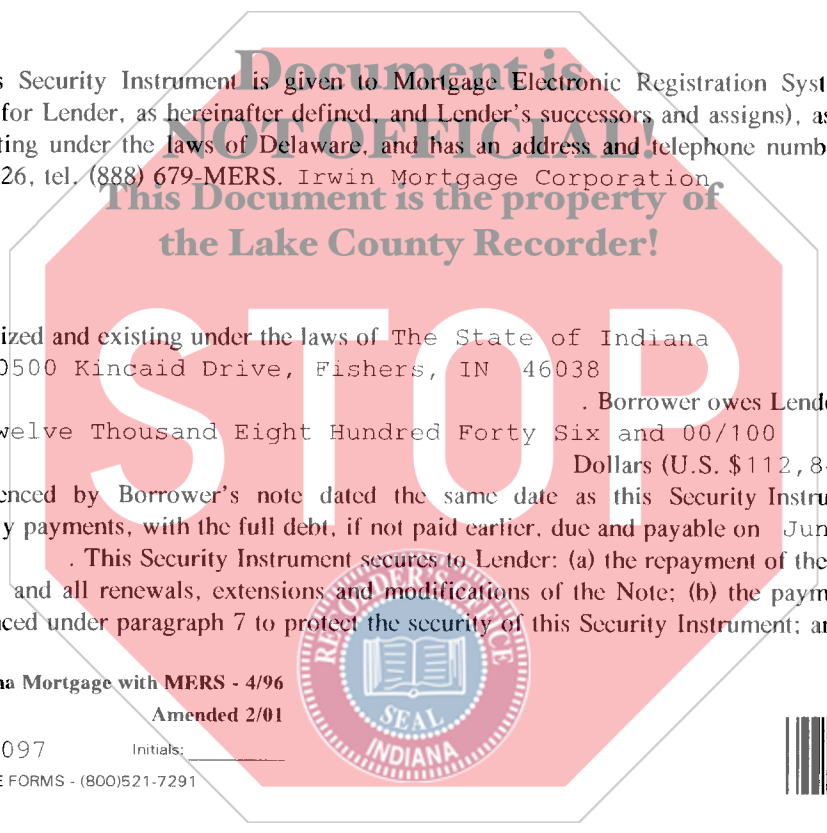 Document is
s Security Instrument is given to Mortgage Electronic Registration Syst
for Lender, as hereinafter defined, and Lender's successors and assigns), as
NOT OFFICIAL!
ting under the laws of Delaware, and has an address and telephone numb
26, tel. (888) 679-MERS. Irwin Mortgage Corporation
This Document is the property of
the Lake County Recorder!
ized and existing under the laws of The State of Indiana
0500 Kincaid Drive, Fishers, IN 46038
. Borrower owes Lende
STOP
welve Thousand Eight Hundred Forty Six and 00/100
Dollars (U.S. $112,8
enced by Borrower's note dated the same date as this Security Instru
y payments, with the full debt, if not paid earlier, due and payable on Jun
. This Security Instrument secures to Lender: (a) the repayment of the
and all renewals, extensions and modifications of the Note; (b) the paym
nced under paragraph 7 to protect the security of this Security Instrument; a
RECORDER'S OFFICE
SEAL
INDIANA
na Mortgage with MERS - 4/96
Amended 2/01
097 Initials:
E FORMS - (800)521-7291